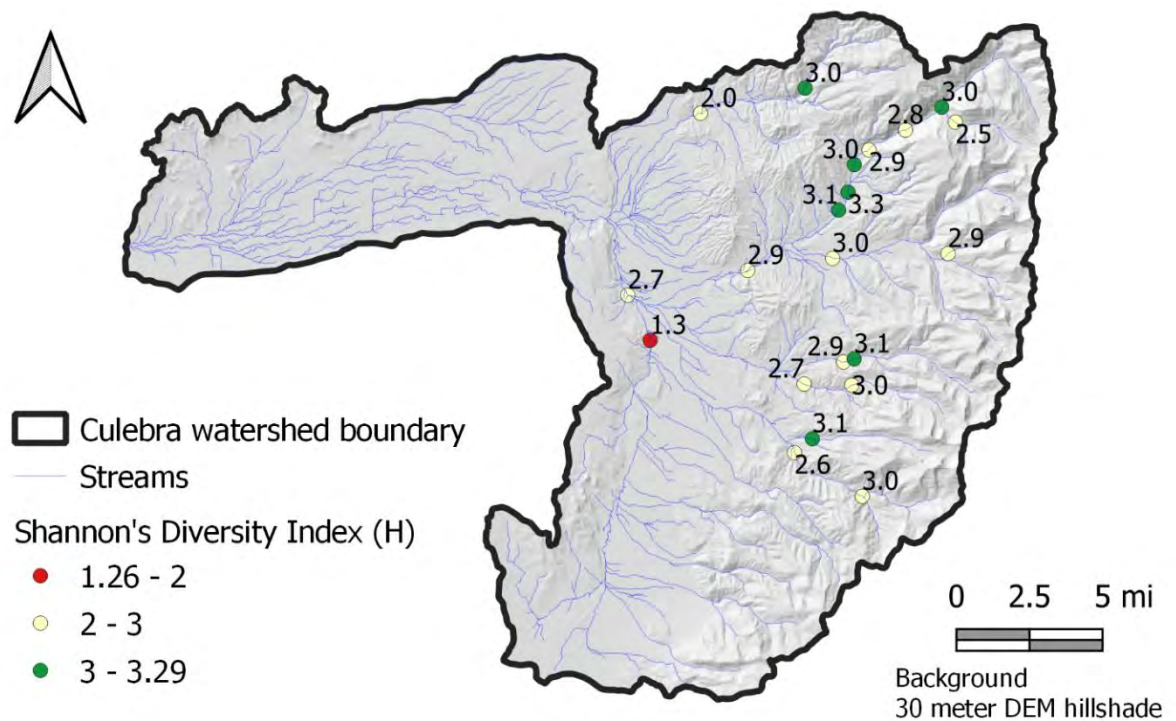 3.0
2.0
3.0
2.8
2.5
3.0
2.9
3.1
3.3
3.0
2.9
2.9
2.7
1.3
2.9
3.1
2.7
3.0
3.1
2.6
3.0
Culebra watershed boundary
Streams
Shannon's Diversity Index (H)
1.26 - 2
2 - 3
3 - 3.29
0 2.5 5 mi
Background
30 meter DEM hillshade